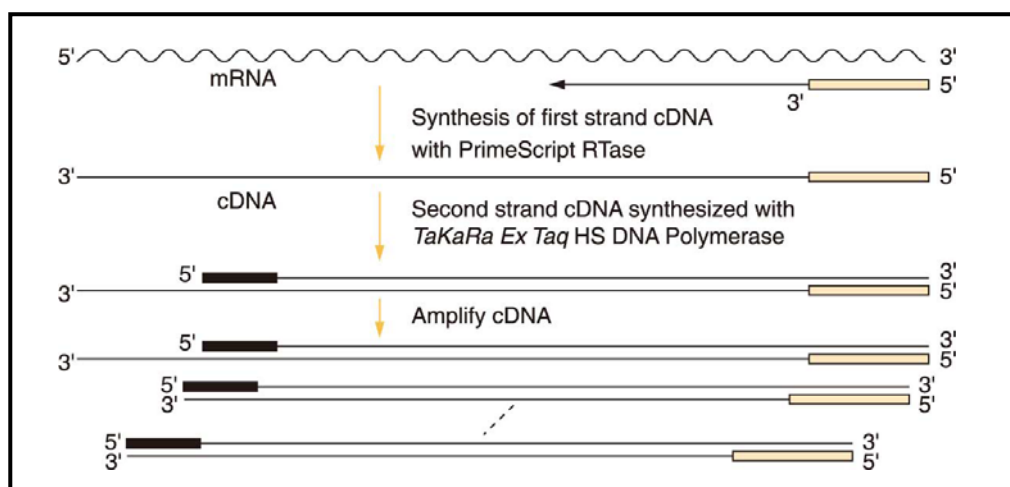 5' 3'
mRNA 3' 5'
Synthesis of first strand cDNA
with PrimeScript RTase
3' 5'
cDNA
Second strand cDNA synthesized with
TaKaRa Ex Taq HS DNA Polymerase
5' 3'
3' 5'
Amplify cDNA
5' 3'
3' 5'
5' 3'
3' 5'
5' 3'
3' 5'